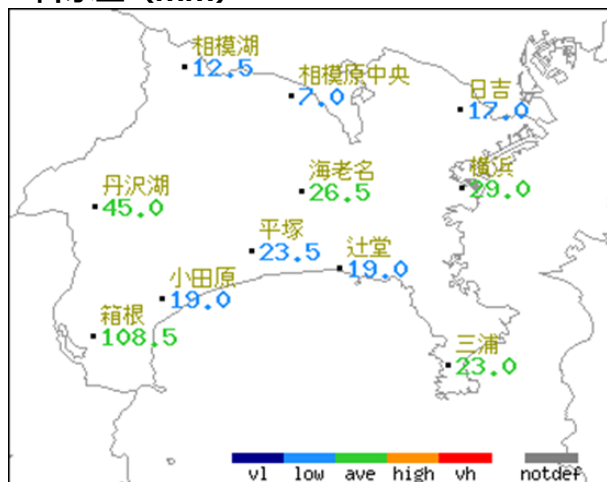 相模湖
12.5
相模原中央
7.0
日吉
17.0
丹沢湖
45.0
海老名
26.5
横浜
29.0
平塚
23.5
辻堂
19.0
小田原
19.0
箱根
108.5
三浦
23.0
vl low ave high vh notdef